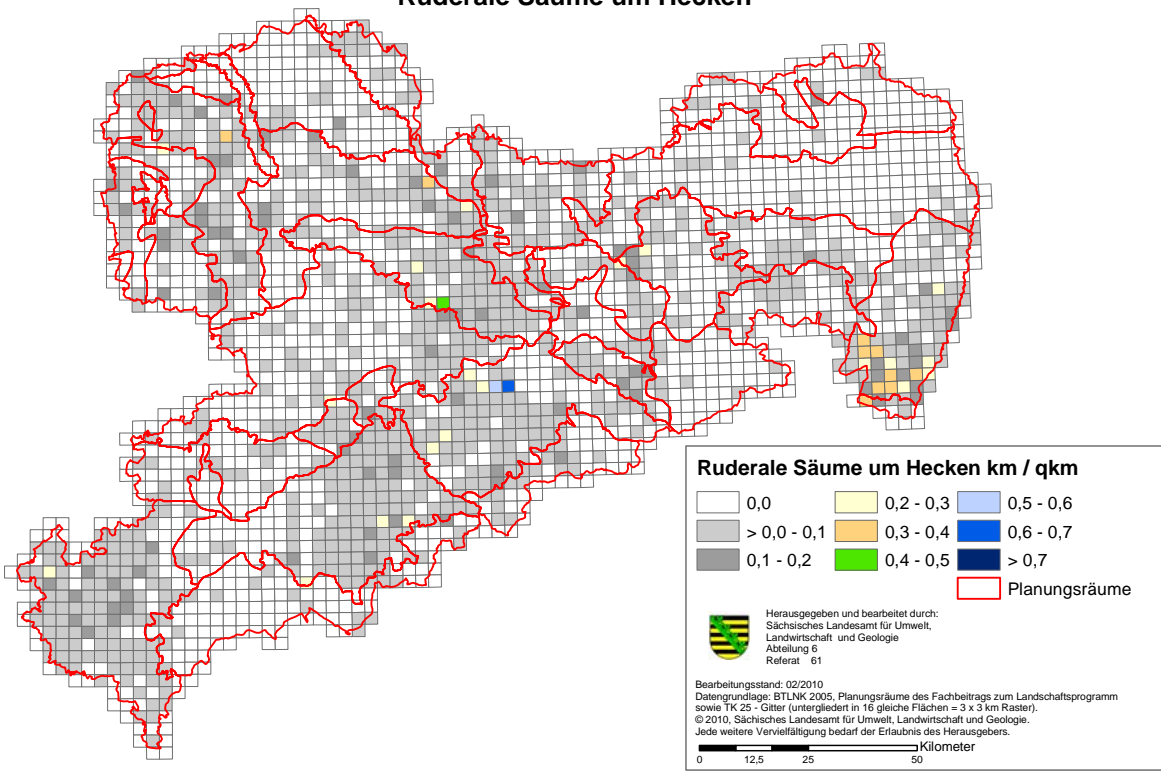 Ruderale Säume um Hecken
Ruderale Säume um Hecken km / qkm
0,0
0,2 - 0,3
0,5 - 0,6
> 0,0 - 0,1
0,3 - 0,4
0,6 - 0,7
0,1 - 0,2
0,4 - 0,5
> 0,7
Planungsräume
Herausgegeben und bearbeitet durch:
Sächsisches Landesamt für Umwelt,
Landwirtschaft und Geologie
Abteilung 6
Referat 61
Bearbeitungsstand: 02/2010
Datengrundlage: BTLNK 2005, Planungsräume des Fachbeitrags zum Landschaftsprogramm
sowie TK 25 - Gitter (untergliedert in 16 gleiche Flächen = 3 x 3 km Raster).
© 2010, Sächisches Landesamt für Umwelt, Landwirtschaft und Geologie.
Jede weitere Vervielfältigung bedarf der Erlaubnis des Herausgebers.
Kilometer
0 12,5 25 50